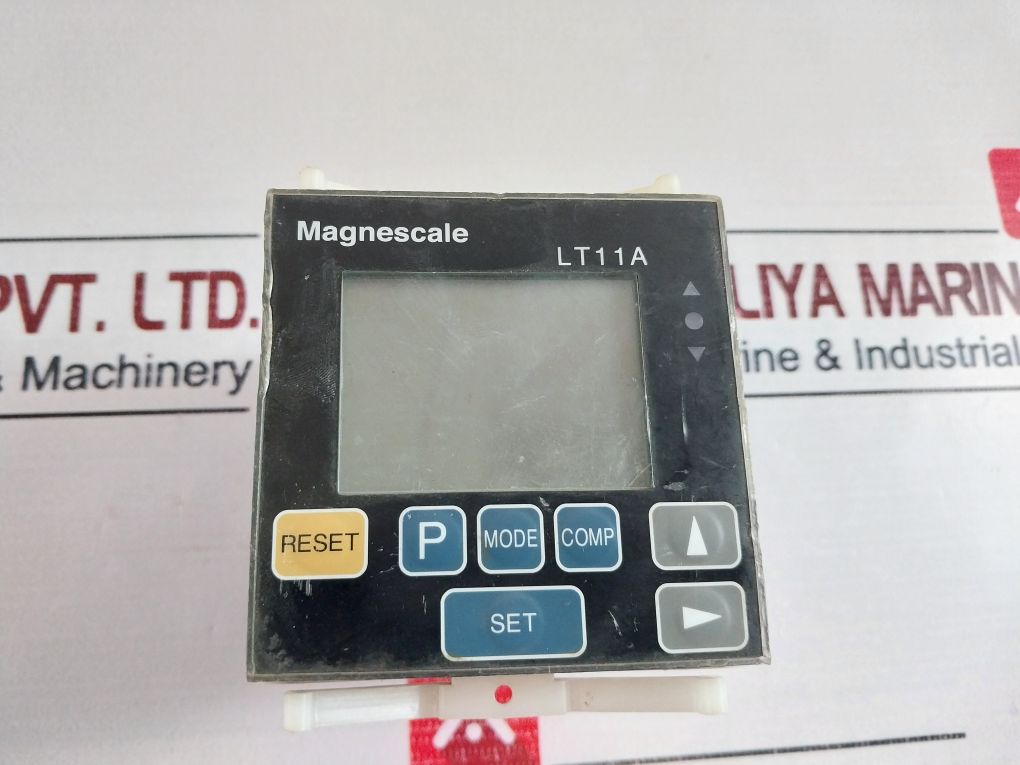 Magnescale
LT11A
PVT. LTD.
LIYA MARIN
& Machinery
ine & Industrial
RESET
P
MODE
COMP
SET